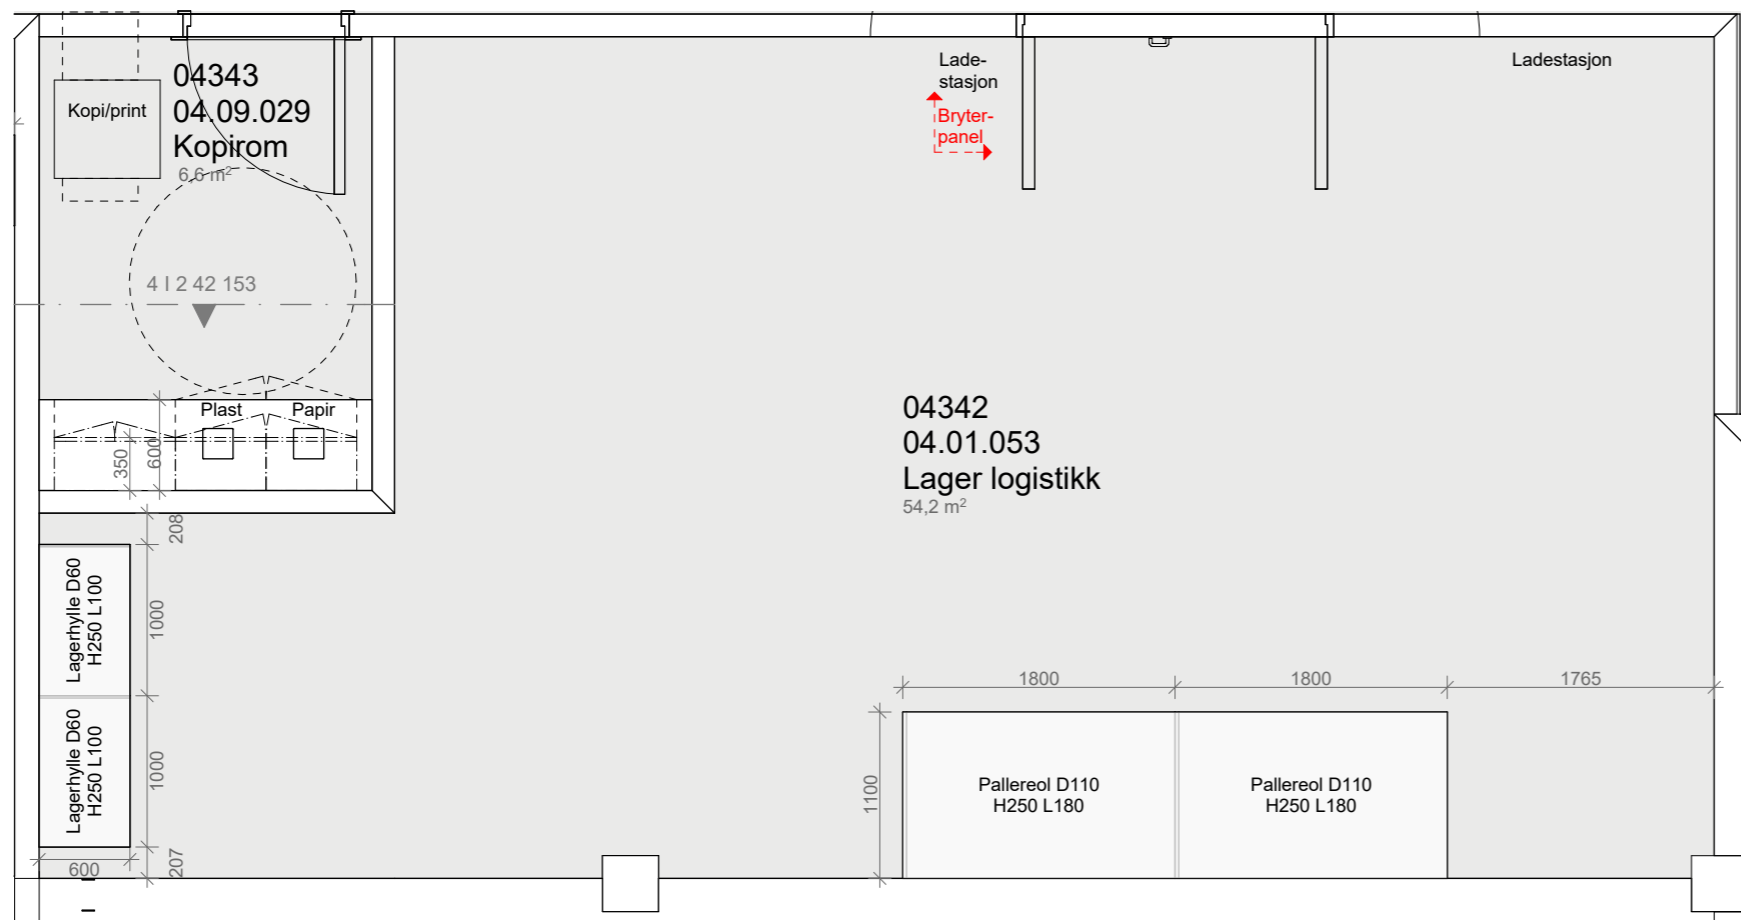 04343
04.09.029
Kopirom
6,6 m²
Kopi/print
4 I 2 42 153
Plast
Papir
350
600
208
Lagerhylle D60
H250 L100
1000
Lagerhylle D60
H250 L100
1000
600
207
Lade-
stasjon
Bryter-
panel
Ladestasjon
04342
04.01.053
Lager logistikk
54,2 m²
1800
1800
1765
1100
Pallereol D110
H250 L180
Pallereol D110
H250 L180